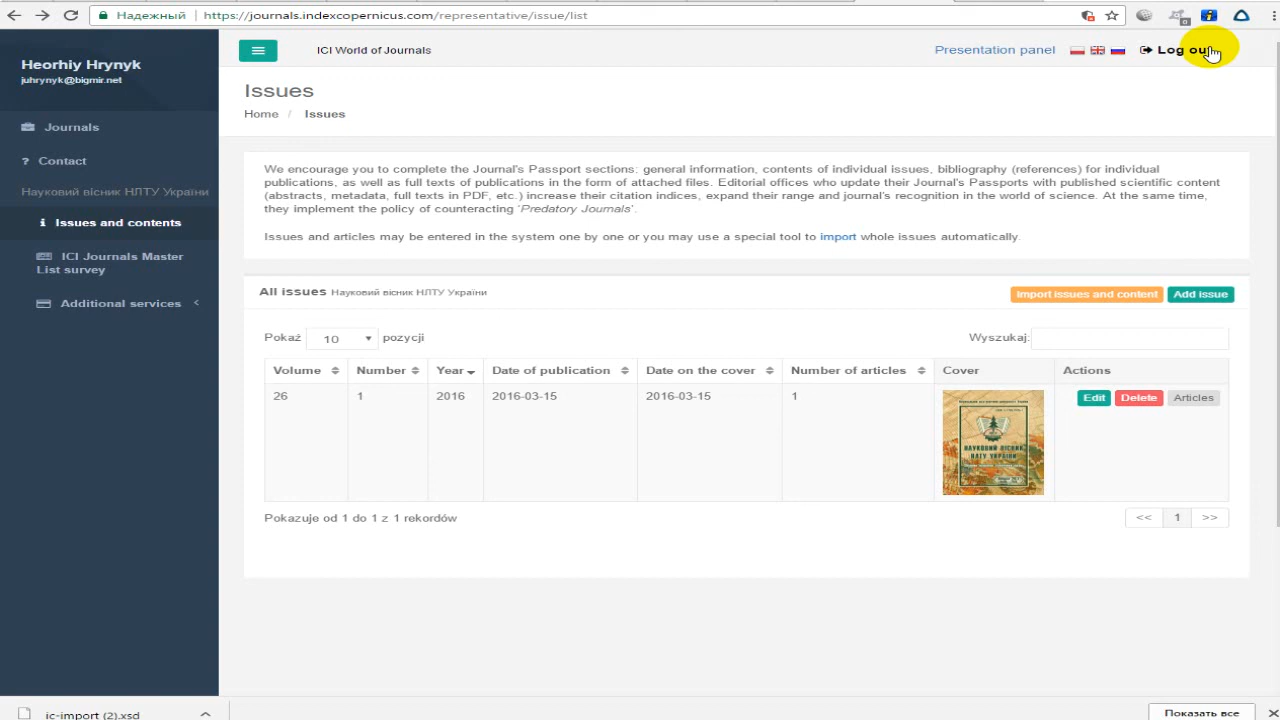 Надежный
https://journals.indexcopernicus.com/representative/issue/list
Heorhiy Hrynyk
juhrynyk@bigmir.net
Journals
? Contact
Науковий вісник НЛТУ України
Issues and contents
ICI Journals Master
List survey
Additional services
ICI World of Journals
Presentation panel
Log out
Issues
Home / Issues
We encourage you to complete the Journal's Passport sections: general information, contents of individual issues, bibliography (references) for individual
publications, as well as full texts of publications in the form of attached files. Editorial offices who update their Journal's Passports with published scientific content
(abstracts, metadata, full texts in PDF, etc.) increase their citation indices, expand their range and journal's recognition in the world of science. At the same time,
they implement the policy of counteracting 'Predatory Journals'.
Issues and articles may be entered in the system one by one or you may use a special tool to import whole issues automatically.
All issues Науковий вісник НЛТУ України
Import issues and content Add issue
Pokaż 10 pozycji
Wyszukaj:
Volume Number Year Date of publication Date on the cover Number of articles Cover Actions
26 1 2016 2016-03-15 2016-03-15 1 Edit Delete Articles
НАУКОВИЙ ВІСНИК
НЛТУ УКРАЇНИ
Pokazuje od 1 do 1 z 1 rekordów
<< 1 >>
ic-import (2).xsd
Показать все